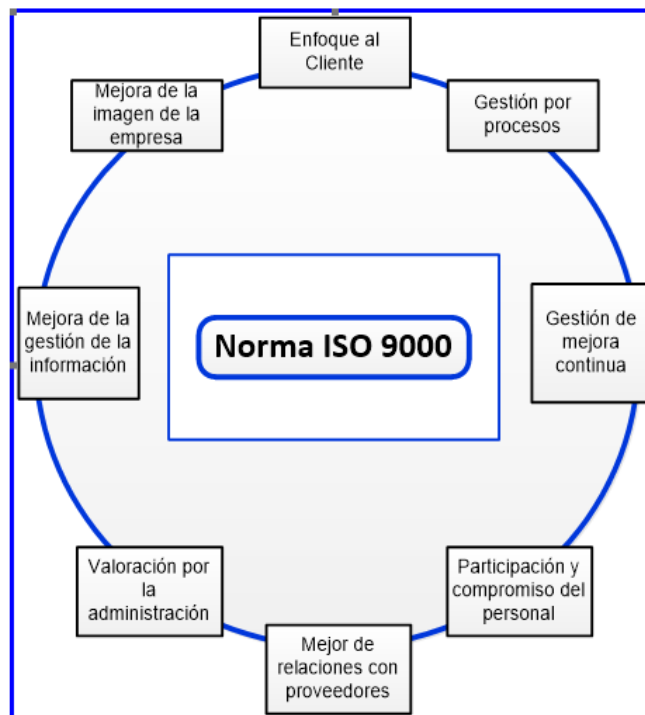 Enfoque al
Cliente
Gestión por
procesos
Gestión de
mejora
continua
Participación y
compromiso del
personal
Mejor de
relaciones con
proveedores
Valoración por
la
administración
Mejora de la
gestión de la
información
Mejora de la
imagen de la
empresa
Norma ISO 9000